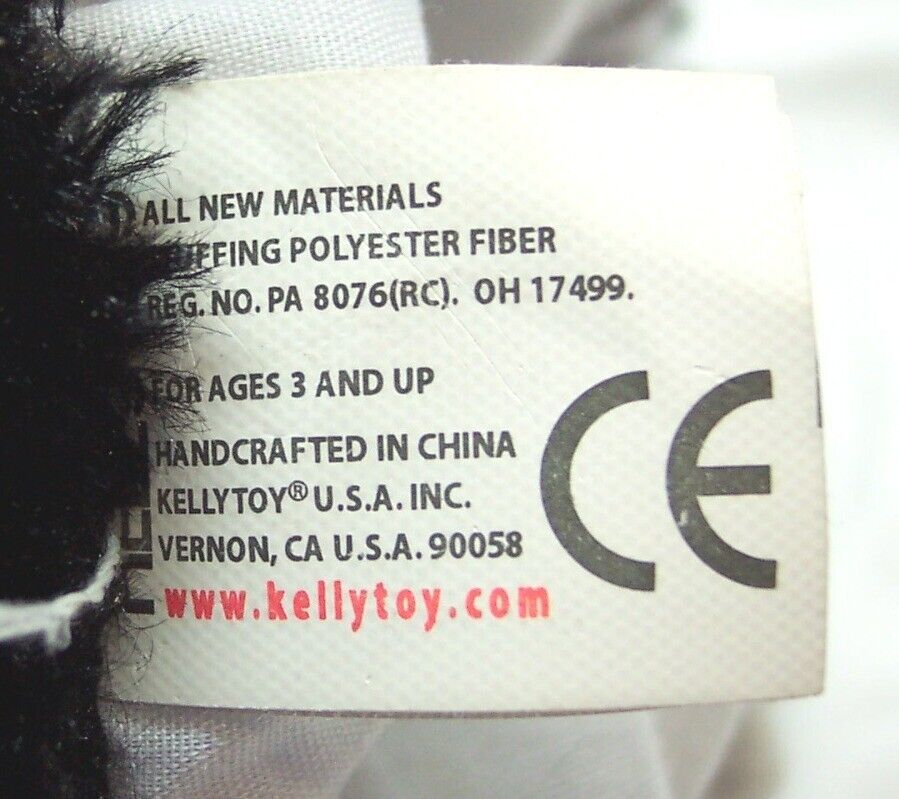 ALL NEW MATERIALS
POLYESTER FIBER
REG. NO. PA 8076(RC). OH 17499.
FOR AGES 3 AND UP
HANDCRAFTED IN CHINA
KELLYTOY® U.S.A. INC.
VERNON, CA U.S.A. 90058
www.kellytoy.com
CE